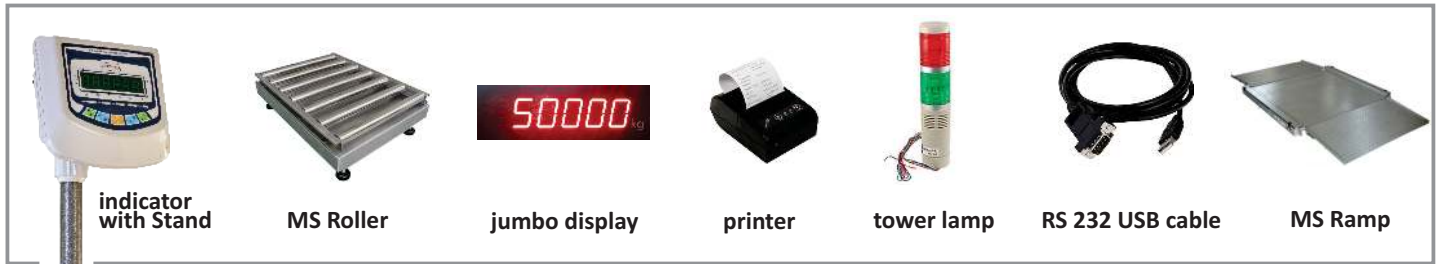 50000 kg
indicator
with Stand
MS Roller
jumbo display
printer
tower lamp
RS 232 USB cable
MS Ramp